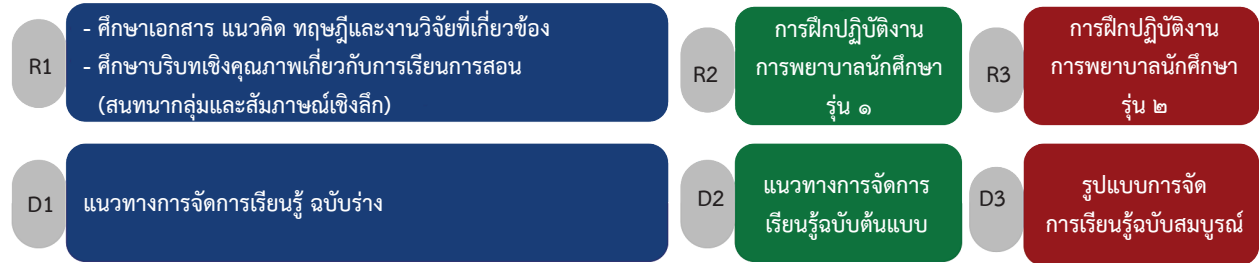 R1
- ศึกษาเอกสาร แนวคิด ทฤษฎีและงานวิจัยที่เกี่ยวข้อง
- ศึกษาบริบทเชิงคุณภาพเกี่ยวกับการเรียนการสอน
(สนทนากลุ่มและสัมภาษณ์เชิงลึก)
R2
การฝึกปฏิบัติงาน
การพยาบาลนักศึกษา
รุ่น ๑
R3
การฝึกปฏิบัติงาน
การพยาบาลนักศึกษา
รุ่น ๒
D1
แนวทางการจัดการเรียนรู้ ฉบับร่าง
D2
แนวทางการจัดการ
เรียนรู้ฉบับต้นแบบ
D3
รูปแบบการจัด
การเรียนรู้ฉบับสมบูรณ์